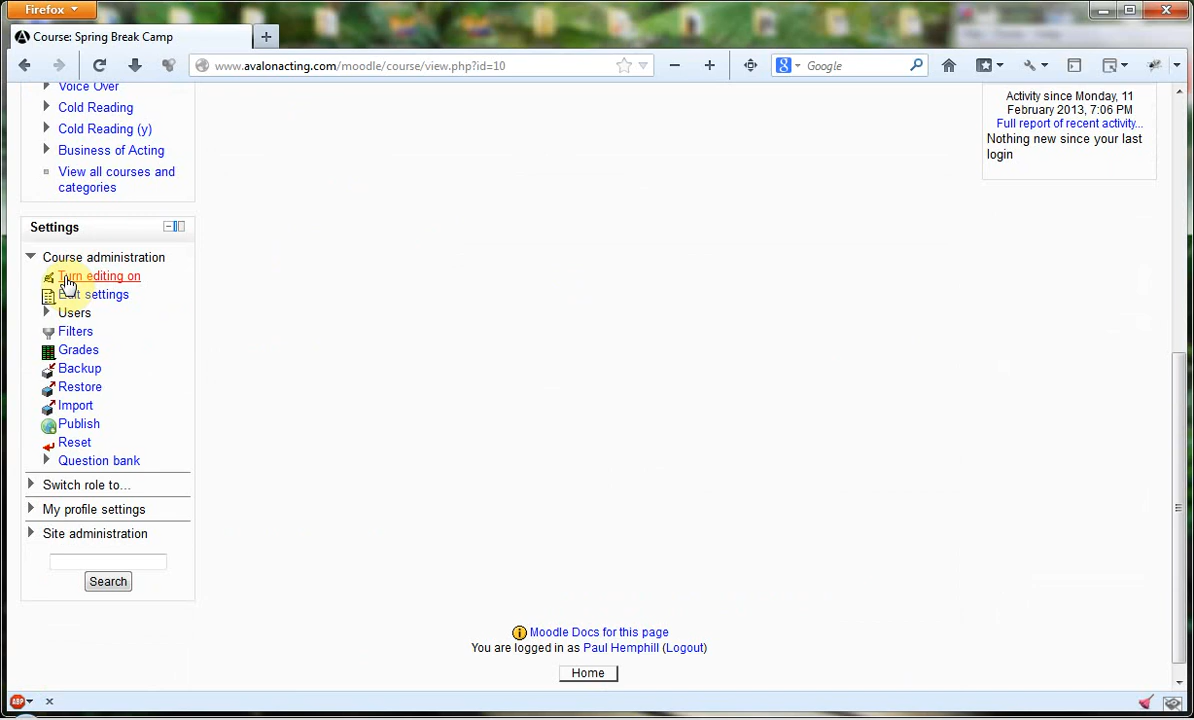 Firefox
Course: Spring Break Camp
www.avalonacting.com/moodle/course/view.php?id=10
Google
Voice Over
Cold Reading
Cold Reading (y)
Business of Acting
View all courses and
categories
Settings
Course administration
Turn editing on
Edit settings
Users
Filters
Grades
Backup
Restore
Import
Publish
Reset
Question bank
Switch role to...
My profile settings
Site administration
Search
Activity since Monday, 11
February 2013, 7:06 PM
Full report of recent activity...
Nothing new since your last
login
Moodle Docs for this page
You are logged in as Paul Hemphill (Logout)
Home
ABP